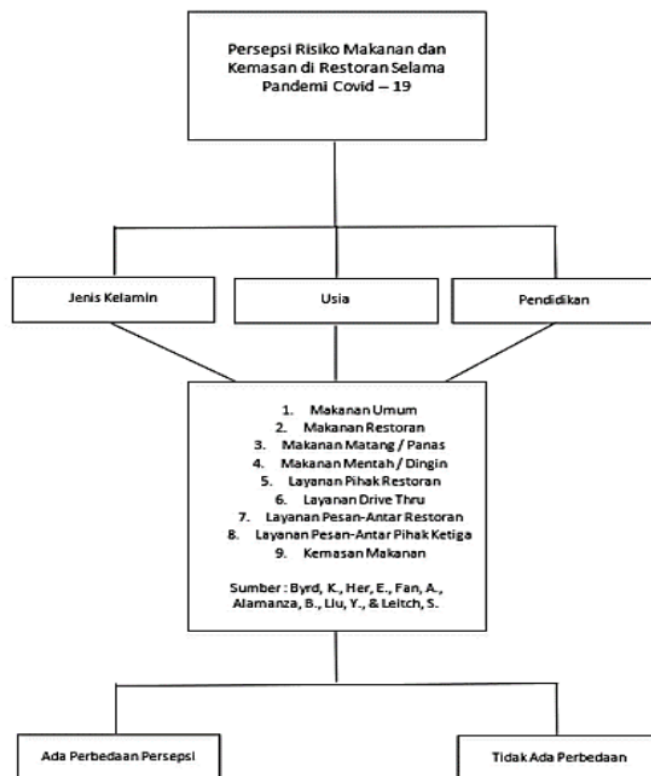 Persepsi Risiko Makanan dan
Kemasan di Restoran Selama
Pandemi Covid – 19
Jenis Kelamin
Usia
Pendidikan
1. Makanan Umum
2. Makanan Restoran
3. Makanan Matang / Panas
4. Makanan Mentah / Dingin
5. Layanan Pihak Restoran
6. Layanan Drive Thru
7. Layanan Pesan-Antar Restoran
8. Layanan Pesan-Antar Pihak Ketiga
9. Kemasan Makanan
Sumber : Byrd, K., Her, E., Fan, A.,
Alamanza, B., Liu, Y., & Leitch, S.
Ada Perbedaan Persepsi
Tidak Ada Perbedaan